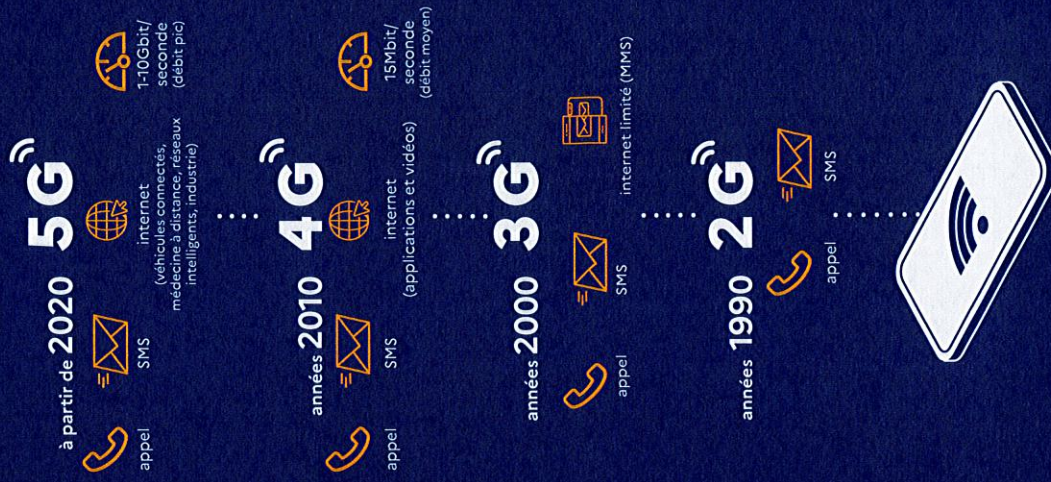 à partir de 2020 5G
appel
SMS
internet
(véhicules connectés,
médecine à distance, réseaux
intelligents, industrie)
1-10Gbit/
seconde
(débit pic)
années 2010 4G
appel
SMS
internet
(applications et vidéos)
15Mbit/
seconde
(débit moyen)
années 2000 3G
appel
SMS
internet limité (MMS)
années 1990 2G
appel
SMS